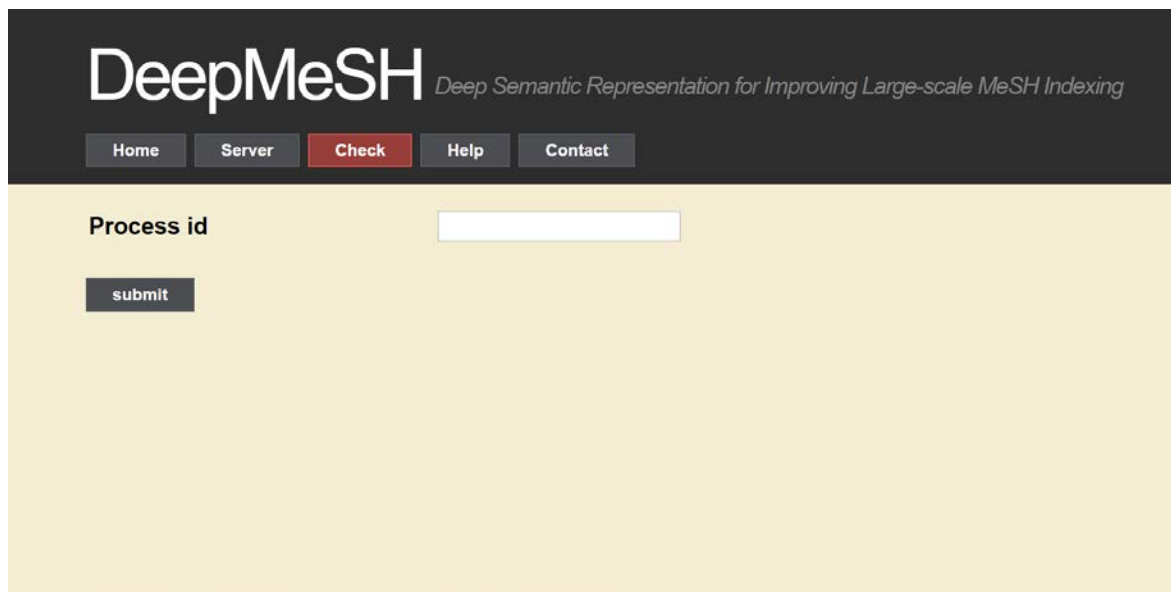 DeepMeSH Deep Semantic Representation for Improving Large-scale MeSH Indexing
Home Server Check Help Contact
Process id
submit